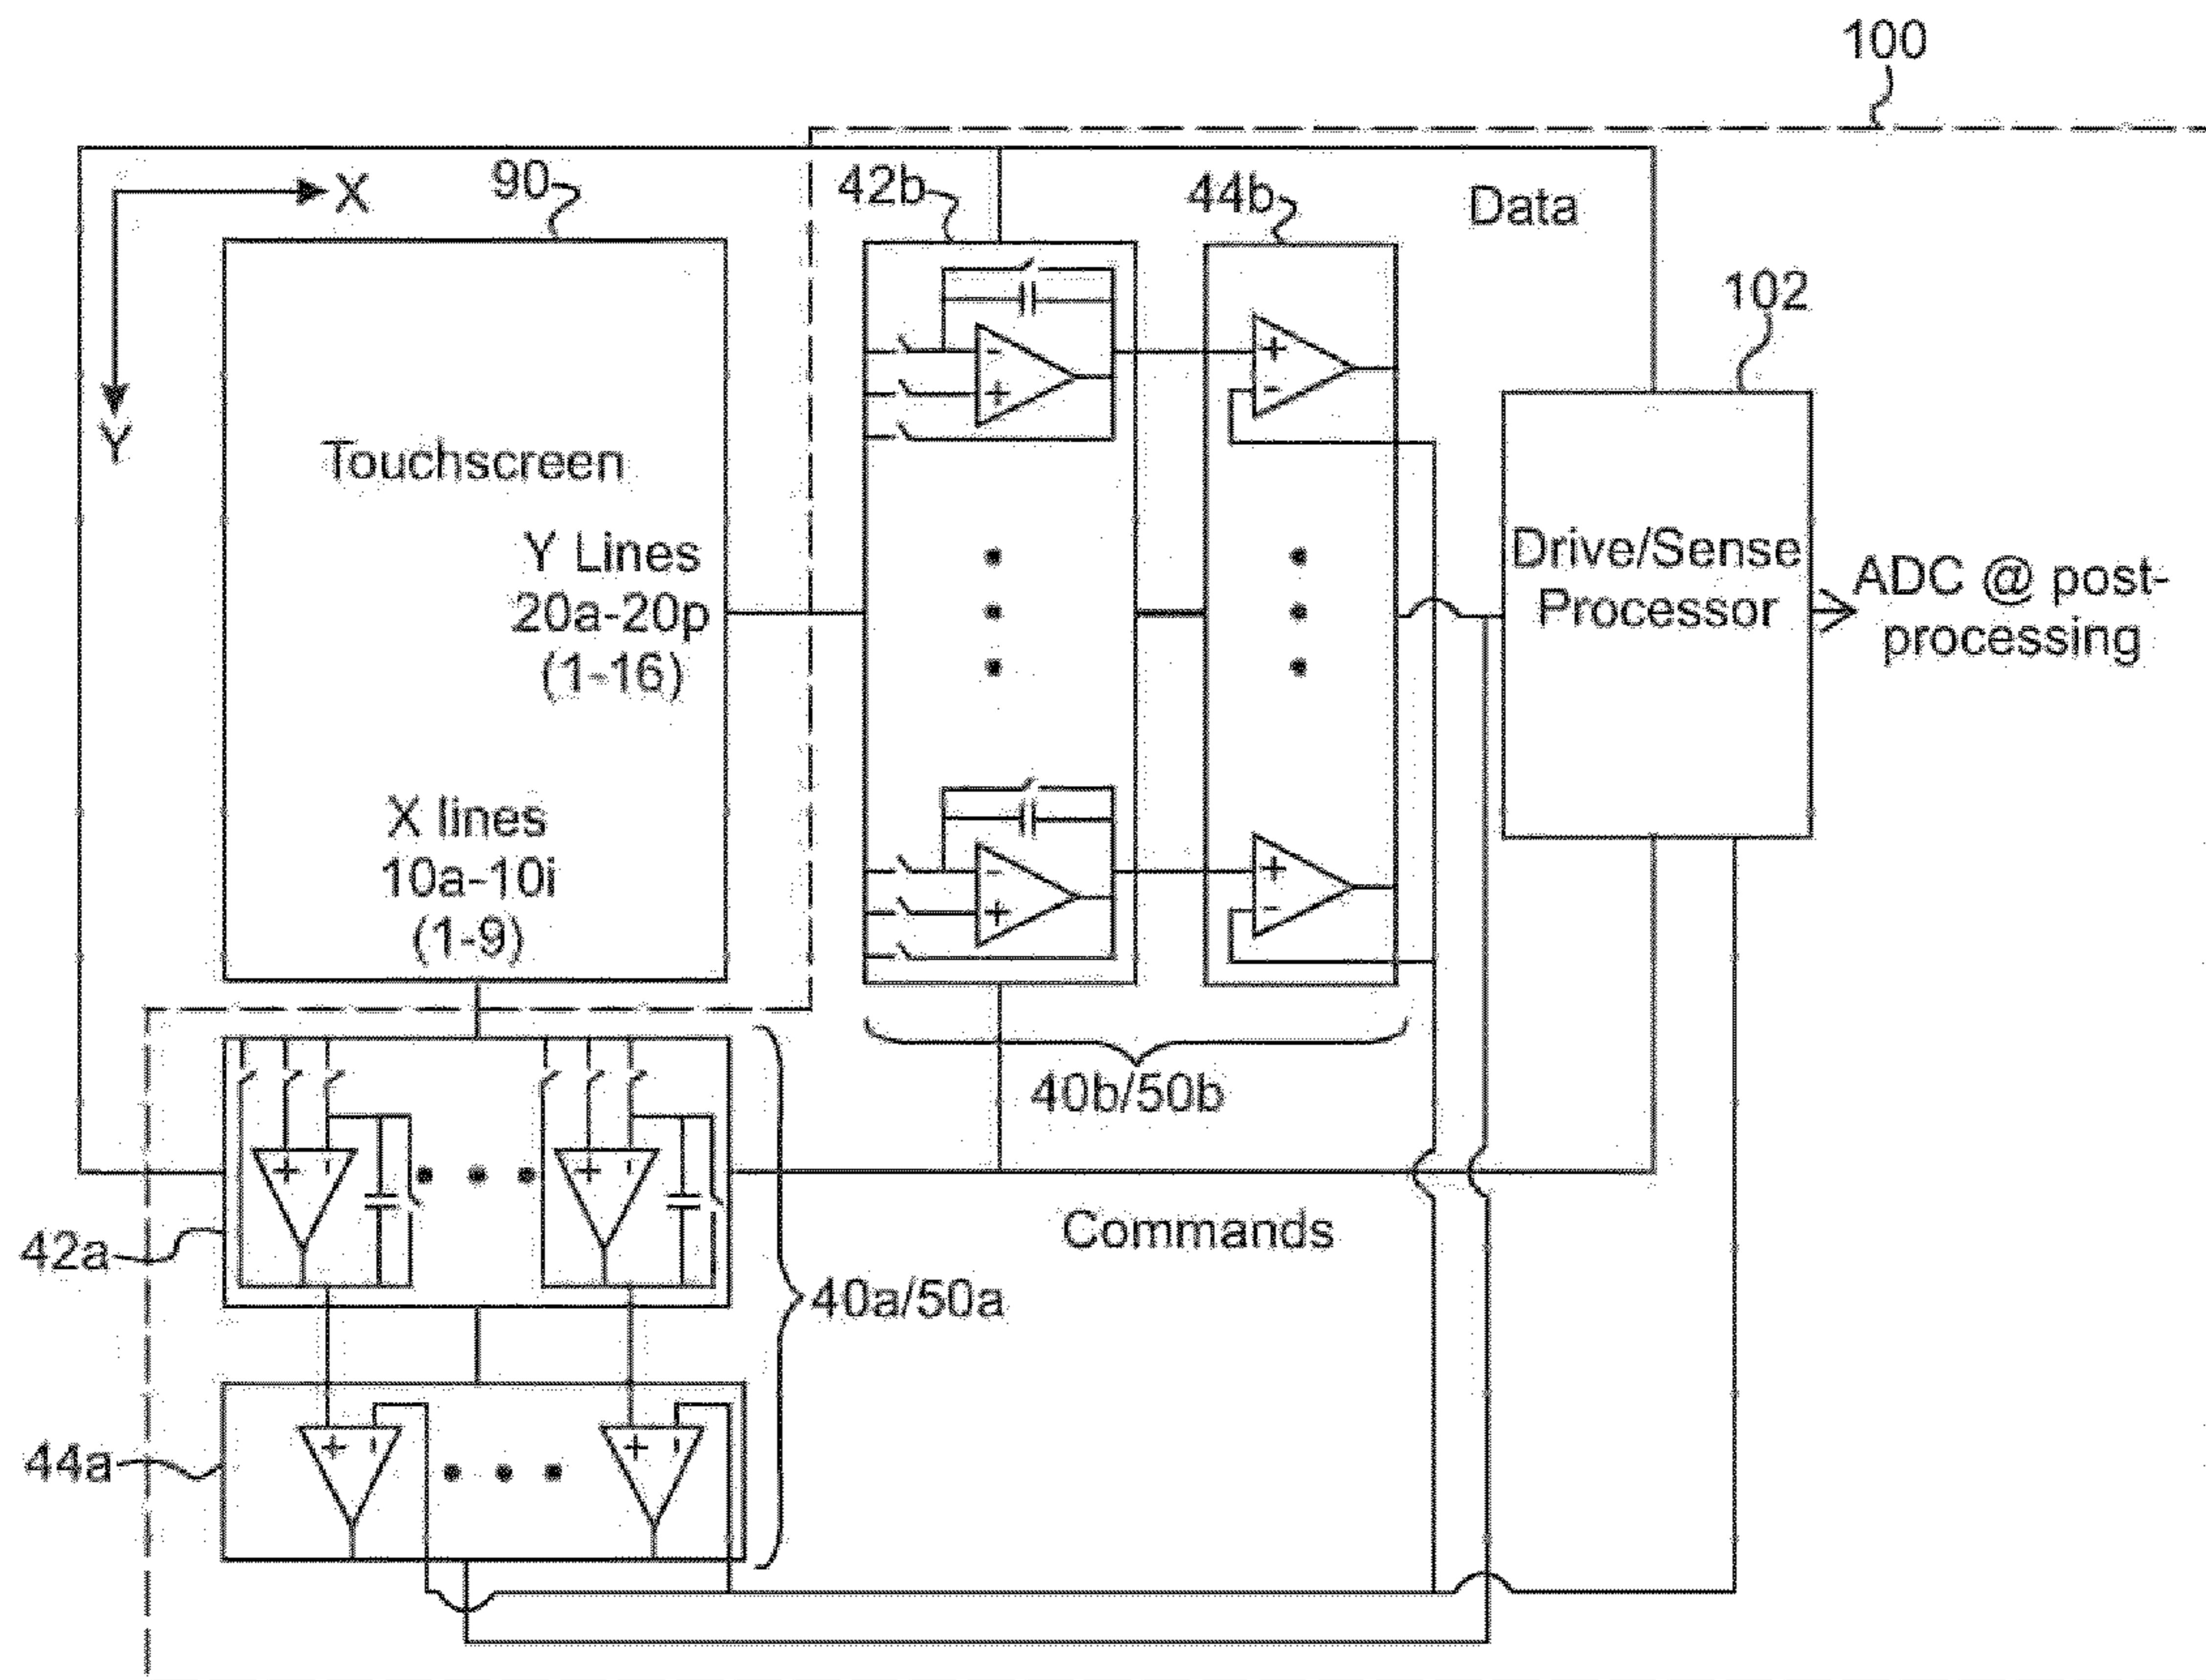 100
X
90
42b
44b
Data
102
Y
Touchscreen
Y Lines
20a-20p
(1-16)
Drive/Sense
Processor
ADC @ post-
processing
X lines
10a-10i
(1-9)
- +
+ -
- +
+ -
40b/50b
+ -
+ -
42a
Commands
40a/50a
44a
+ -
+ -